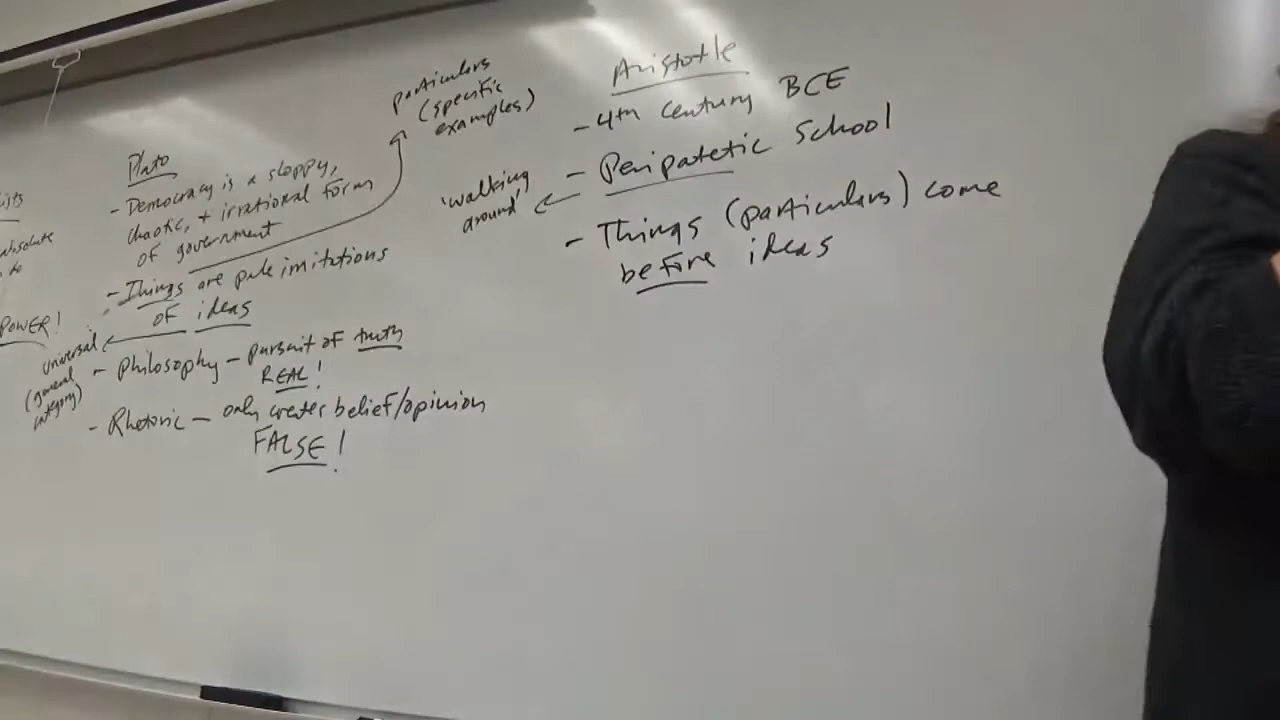 absolute
POWER!
Plato
- Democracy is a sloppy,
chaotic, + irrational form
of government
- Things are pale imitations
of ideas
universal
(general
category)
- Philosophy - pursuit of truth
REAL!
- Rhetoric - only creates belief/opinion
FALSE!
particulars
(specific
examples)
Aristotle
- 4th century BCE
- Peripatetic School
'walking
around'
- Things (particulars) come
before ideas